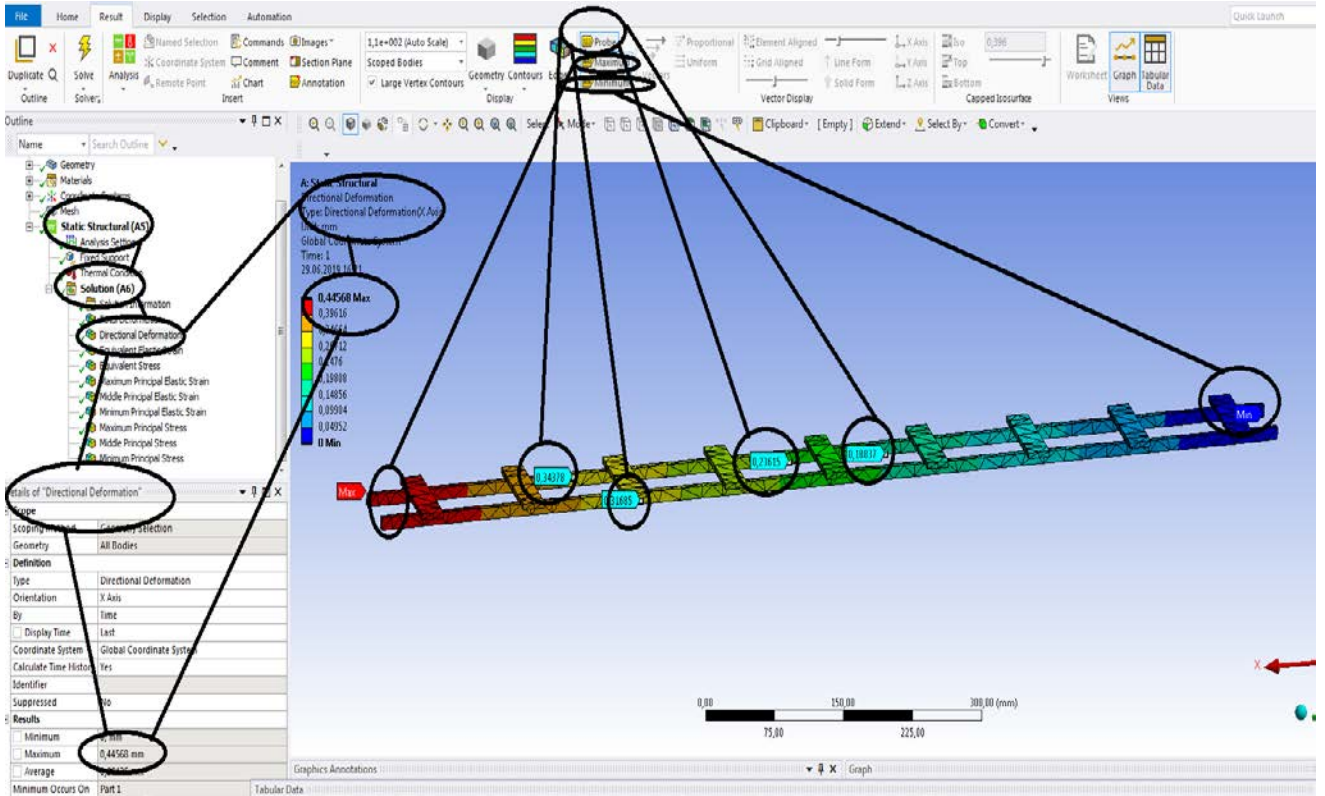 File Home Result Display Selection Automation
Quick Launch
Duplicate
Solve
Analysis
Named Selection
Coordinate System
Remote Point
Commands
Comment
Chart
Images
Section Plane
Annotation
1,1e+002 (Auto Scale)
Scoped Bodies
Large Vertex Contours
Geometry Contours
Probe
Maximum
Minimum
Proportional
Uniform
Element Aligned
Grid Aligned
Line Form
Solid Form
X Axis
Y Axis
Z Axis
Iso 0,396
Top
Bottom
Worksheet Graph Tabular
Data
Outline Insert Display Vector Display Capped Isosurface Views
Outline
Name Search Outline
Mode
Clipboard [Empty] Extend Select By Convert
Geometry
Materials
Mesh
Static Structural (A5)
Fixed Support
Thermal Condition
Solution (A6)
Directional Deformation
Equivalent Elastic Strain
Equivalent Stress
Maximum Principal Elastic Strain
Middle Principal Elastic Strain
Minimum Principal Elastic Strain
Maximum Principal Stress
Middle Principal Stress
Minimum Principal Stress
A: Static Structural
Directional Deformation
Type: Directional Deformation(X Axis
Unit: mm
Time: 1
0,44568 Max
0,39616
0,19808
0,14856
0,09904
0,04952
0 Min
Max
0,34378
0,31685
0,23615
0,18837
Min
X
0,00 150,00 300,00 (mm)
75,00 225,00
etails of "Directional Deformation"
Scope
Scoping Method Geometry Selection
Geometry All Bodies
Definition
Type Directional Deformation
Orientation X Axis
By Time
Display Time Last
Coordinate System Global Coordinate System
Calculate Time Histor Yes
Identifier
Suppressed No
Results
Minimum
Maximum 0,44568 mm
Average
Minimum Occurs On Part 1
Graphics Annotations
Graph
Tabular Data